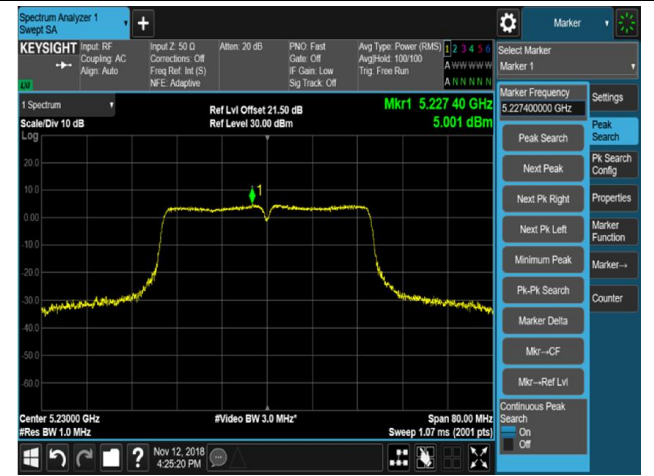 Spectrum Analyzer 1
Swept SA
Marker
KEYSIGHT
Input: RF
Coupling: AC
Align: Auto
Input Z: 50 Ω
Corrections: Off
Freq Ref: Int (S)
NFE: Adaptive
Atten: 20 dB
PNO: Fast
Gate: Off
IF Gain: Low
Sig Track: Off
Avg Type: Power (RMS)
Avg|Hold: 100/100
Trig: Free Run
1 2 3 4 5 6
A W W W W W
A N N N N N
Select Marker
Marker 1
LXI
1 Spectrum
Scale/Div 10 dB
Log
Ref Lvl Offset 21.50 dB
Ref Level 30.00 dBm
Mkr1 5.227 40 GHz
5.001 dBm
20.0
10.0
0.00
-10.0
-20.0
-30.0
-40.0
-50.0
-60.0
1
Center 5.23000 GHz
#Res BW 1.0 MHz
#Video BW 3.0 MHz*
Span 80.00 MHz
Sweep 1.07 ms (2001 pts)
Marker Frequency
5.227400000 GHz
Peak Search
Next Peak
Next Pk Right
Next Pk Left
Minimum Peak
Pk-Pk Search
Marker Delta
Mkr→CF
Mkr→Ref Lvl
Continuous Peak
Search
On
Off
Settings
Peak
Search
Pk Search
Config
Properties
Marker
Function
Marker→
Counter
?
Nov 12, 2018
4:25:20 PM